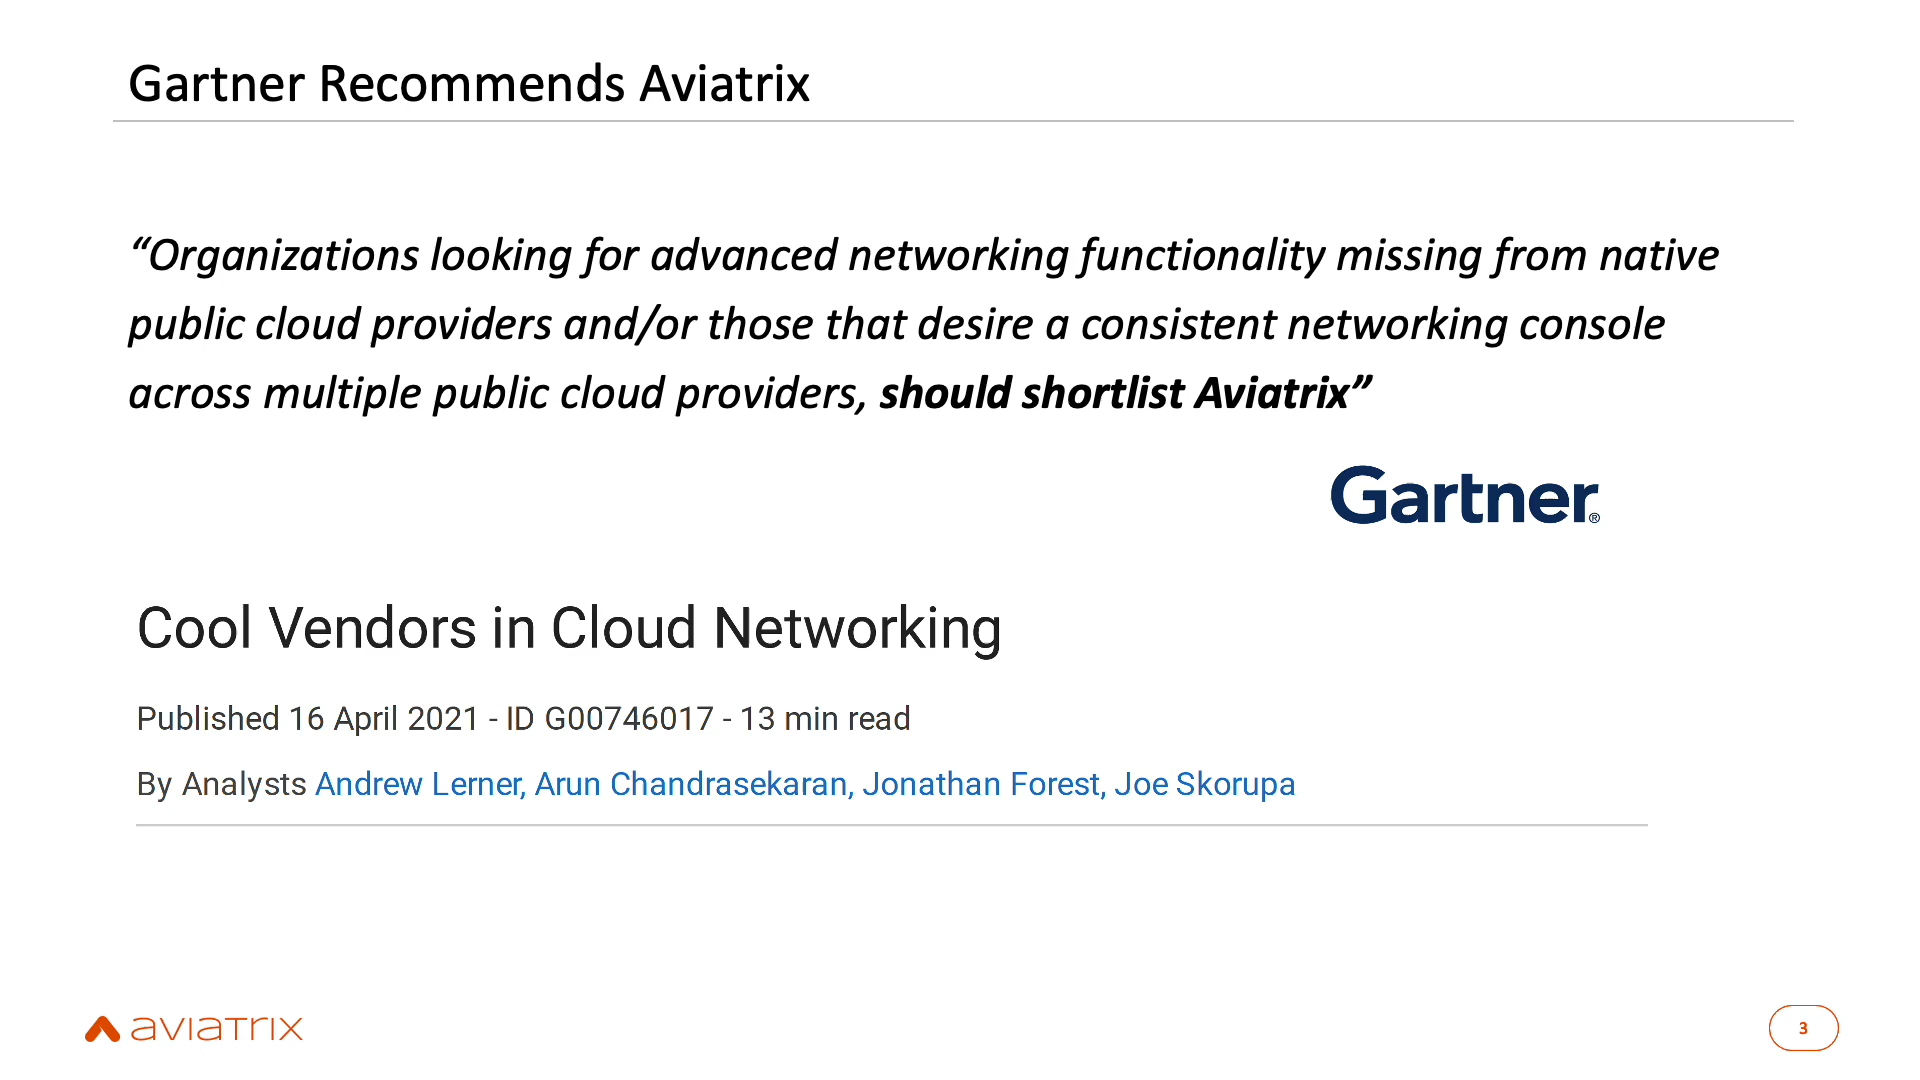 Gartner Recommends Aviatrix
“Organizations looking for advanced networking functionality missing from native
public cloud providers and/or those that desire a consistent networking console
across multiple public cloud providers, should shortlist Aviatrix”
Gartner®
Cool Vendors in Cloud Networking
Published 16 April 2021 - ID G00746017 - 13 min read
By Analysts Andrew Lerner, Arun Chandrasekaran, Jonathan Forest, Joe Skorupa
aviatrix
3